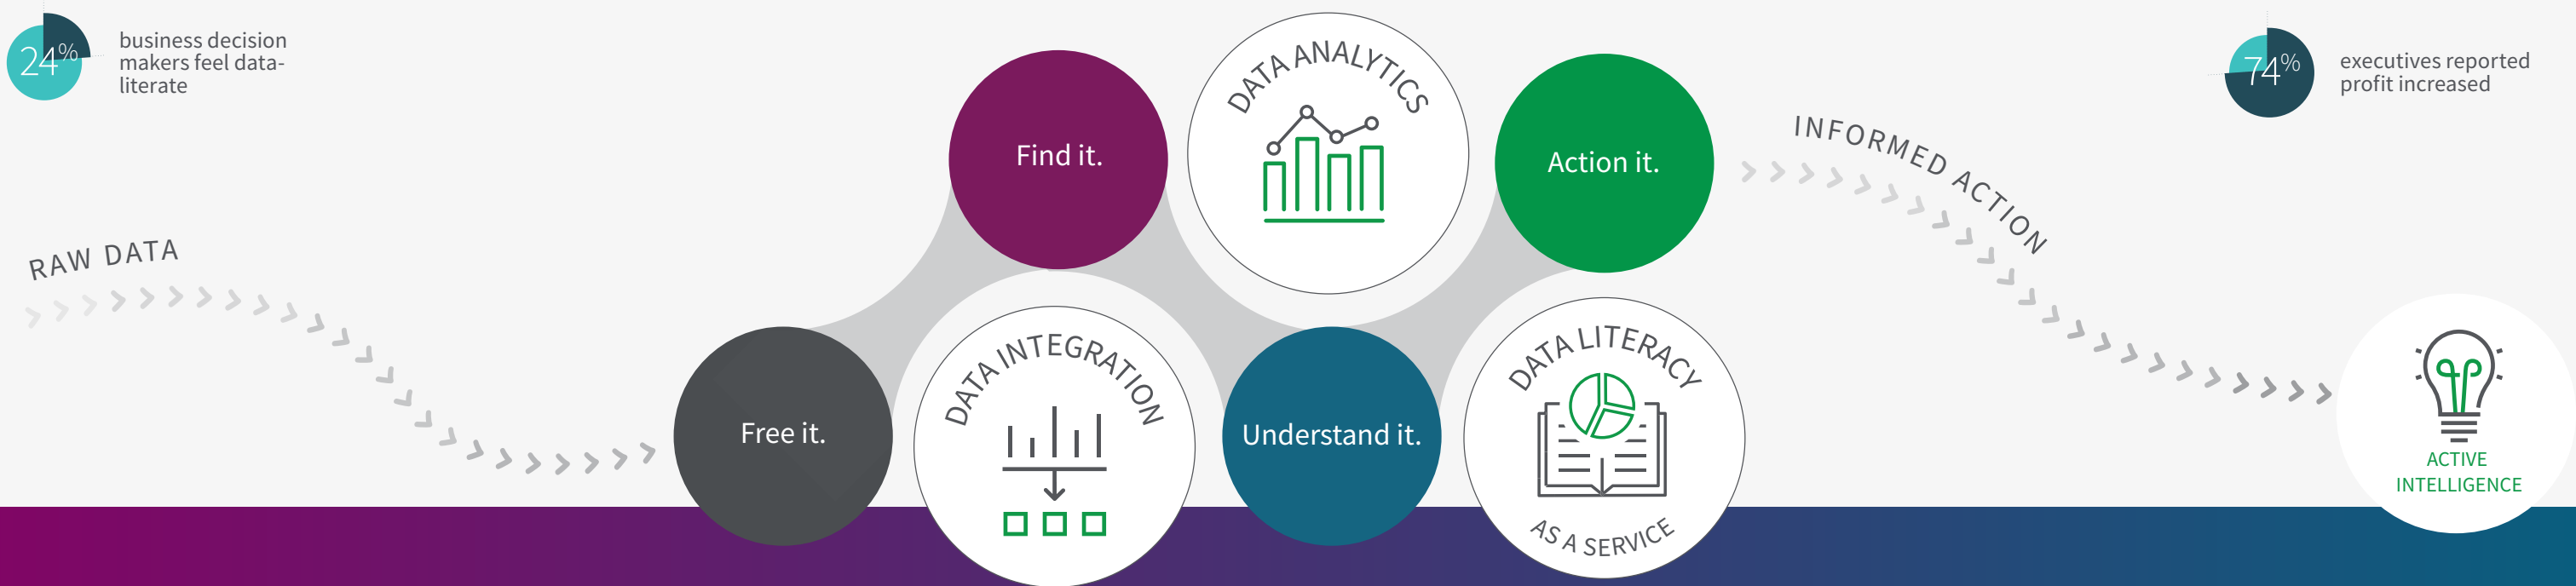 24%
business decision
makers feel data-
literate
RAW DATA
Free it.
Find it.
DATA INTEGRATION
DATA ANALYTICS
Understand it.
Action it.
DATA LITERACY
AS A SERVICE
INFORMED ACTION
74%
executives reported
profit increased
ACTIVE
INTELLIGENCE